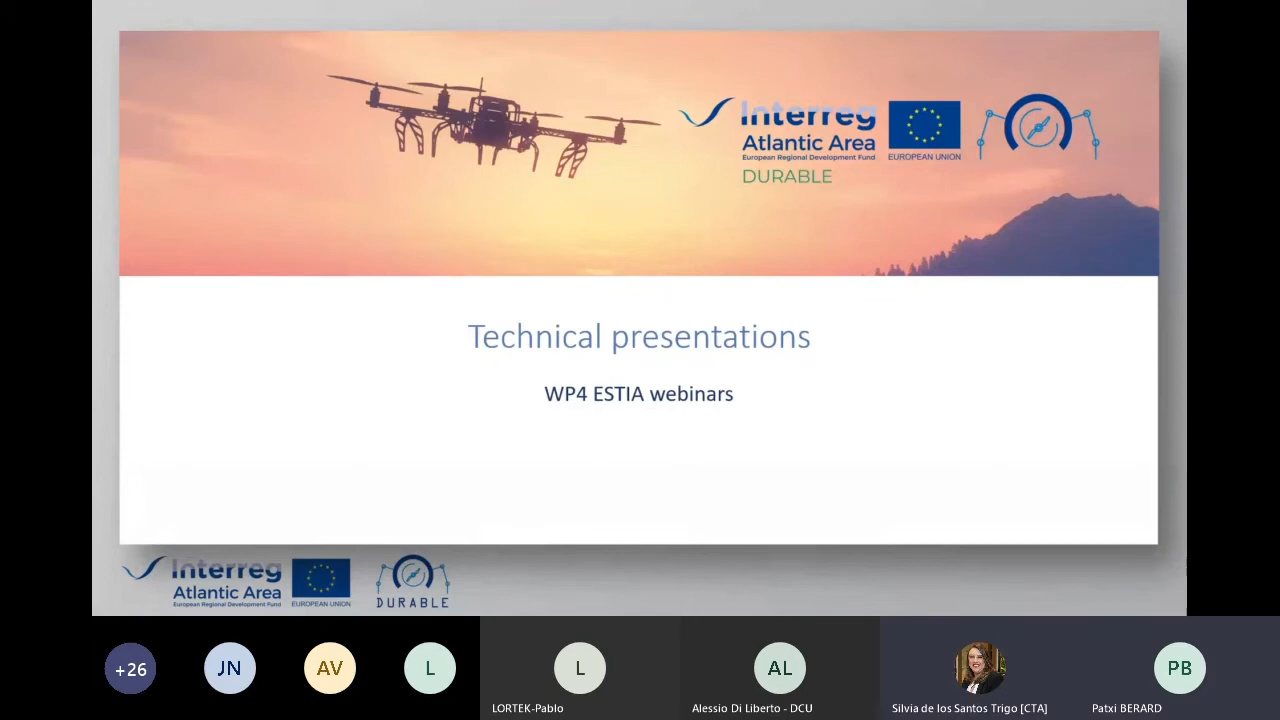 Interreg
Atlantic Area
European Regional Development Fund
EUROPEAN UNION
DURABLE
Technical presentations
WP4 ESTIA webinars
Interreg
Atlantic Area
European Regional Development Fund
EUROPEAN UNION
DURABLE
+26
JN
AV
L
L
AL
PB
LORTEK-Pablo
Alessio Di Liberto - DCU
Silvia de los Santos Trigo [CTA]
Patxi BERARD